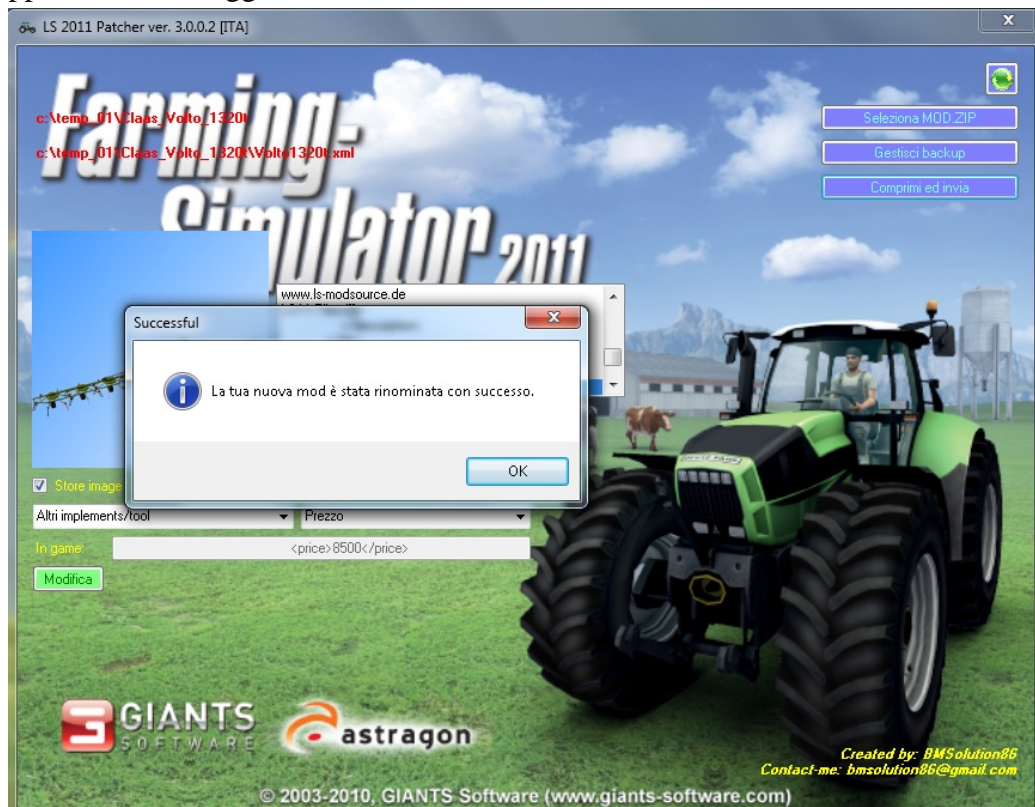 LS 2011 Patcher ver. 3.0.0.2 [ITA]
Farming-
Simulator 2011
c:\temp_01\Claas_Volto_1320t
c:\temp_01\Claas_Volto_1320t\Volto1320t.xml
Seleziona MOD.ZIP
Gestisci backup
Comprimi ed invia
www.ls-modsource.de
Successful
La tua nuova mod è stata rinominata con successo.
OK
Store image
Altri implements/tool
Prezzo
In game:
<price>8500</price>
Modifica
GIANTS
SOFTWARE
astragon
Created by: BMSolution86
Contact-me: bmsolution86@gmail.com
© 2003-2010, GIANTS Software (www.giants-software.com)